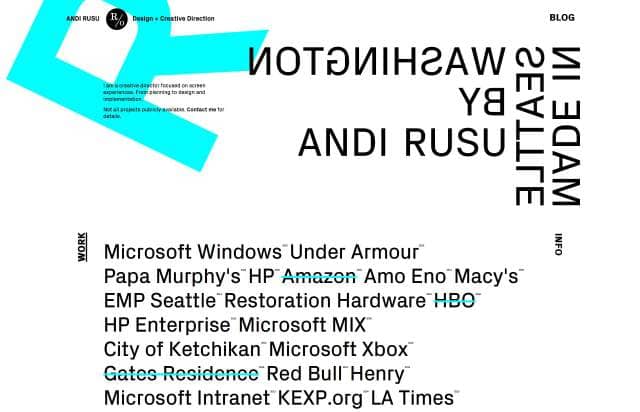 ANDI RUSU R/o Design + Creative Direction
BLOG
I am a creative director focused on screen
experiences. From planning to design and
implementation.
Not all projects publicly available. Contact me for
details.
MADE IN
SEATTLE
WASHINGTON
BY
ANDI RUSU
WORK
INFO
Microsoft Windows Under Armour
Papa Murphy's HP Amazon Amo Eno Macy's
EMP Seattle Restoration Hardware HBO
HP Enterprise Microsoft MIX
City of Ketchikan Microsoft Xbox
Gates Residence Red Bull Henry
Microsoft Intranet KEXP.org LA Times